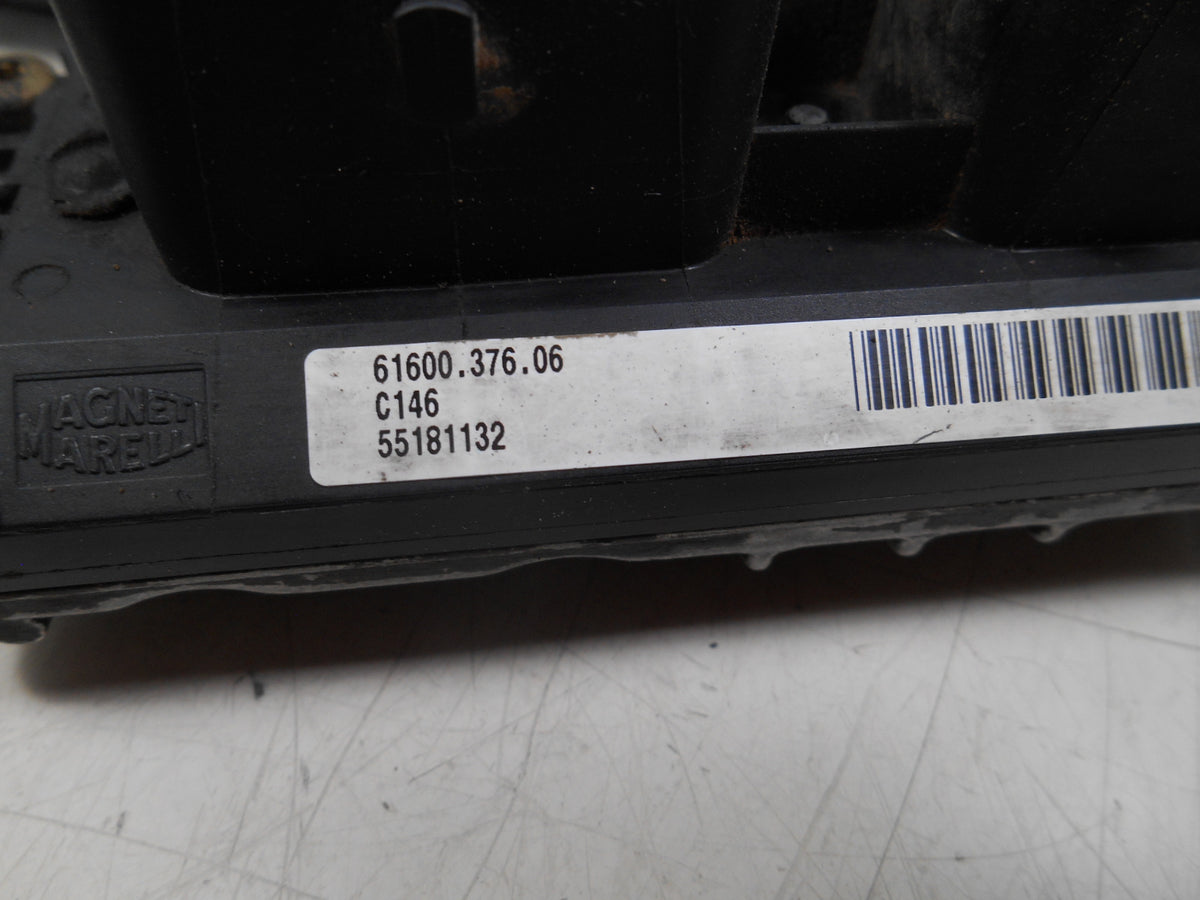 MAGNETI
MARELLI
61600.376.06
C146
55181132